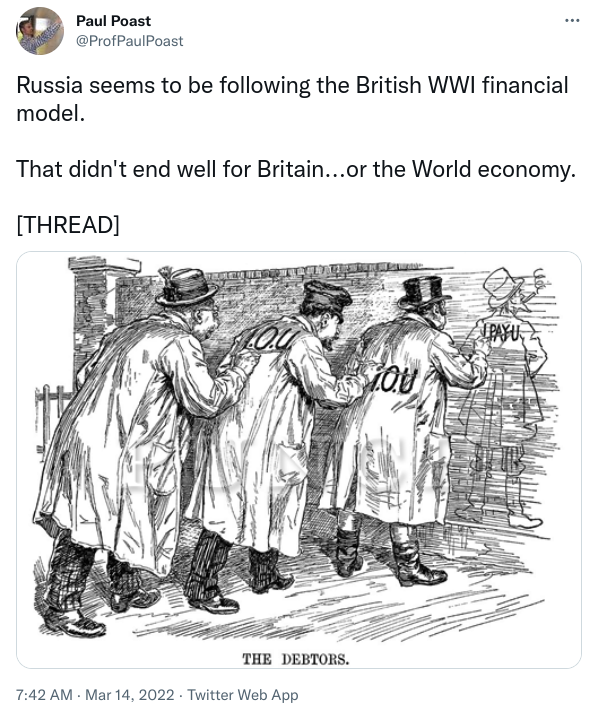 Paul Poast
@ProfPaulPoast
Russia seems to be following the British WWI financial
model.
That didn't end well for Britain...or the World economy.
[THREAD]
I.O.U
I.O.U
I PAY U
THE DEBTORS.
7:42 AM · Mar 14, 2022 · Twitter Web App